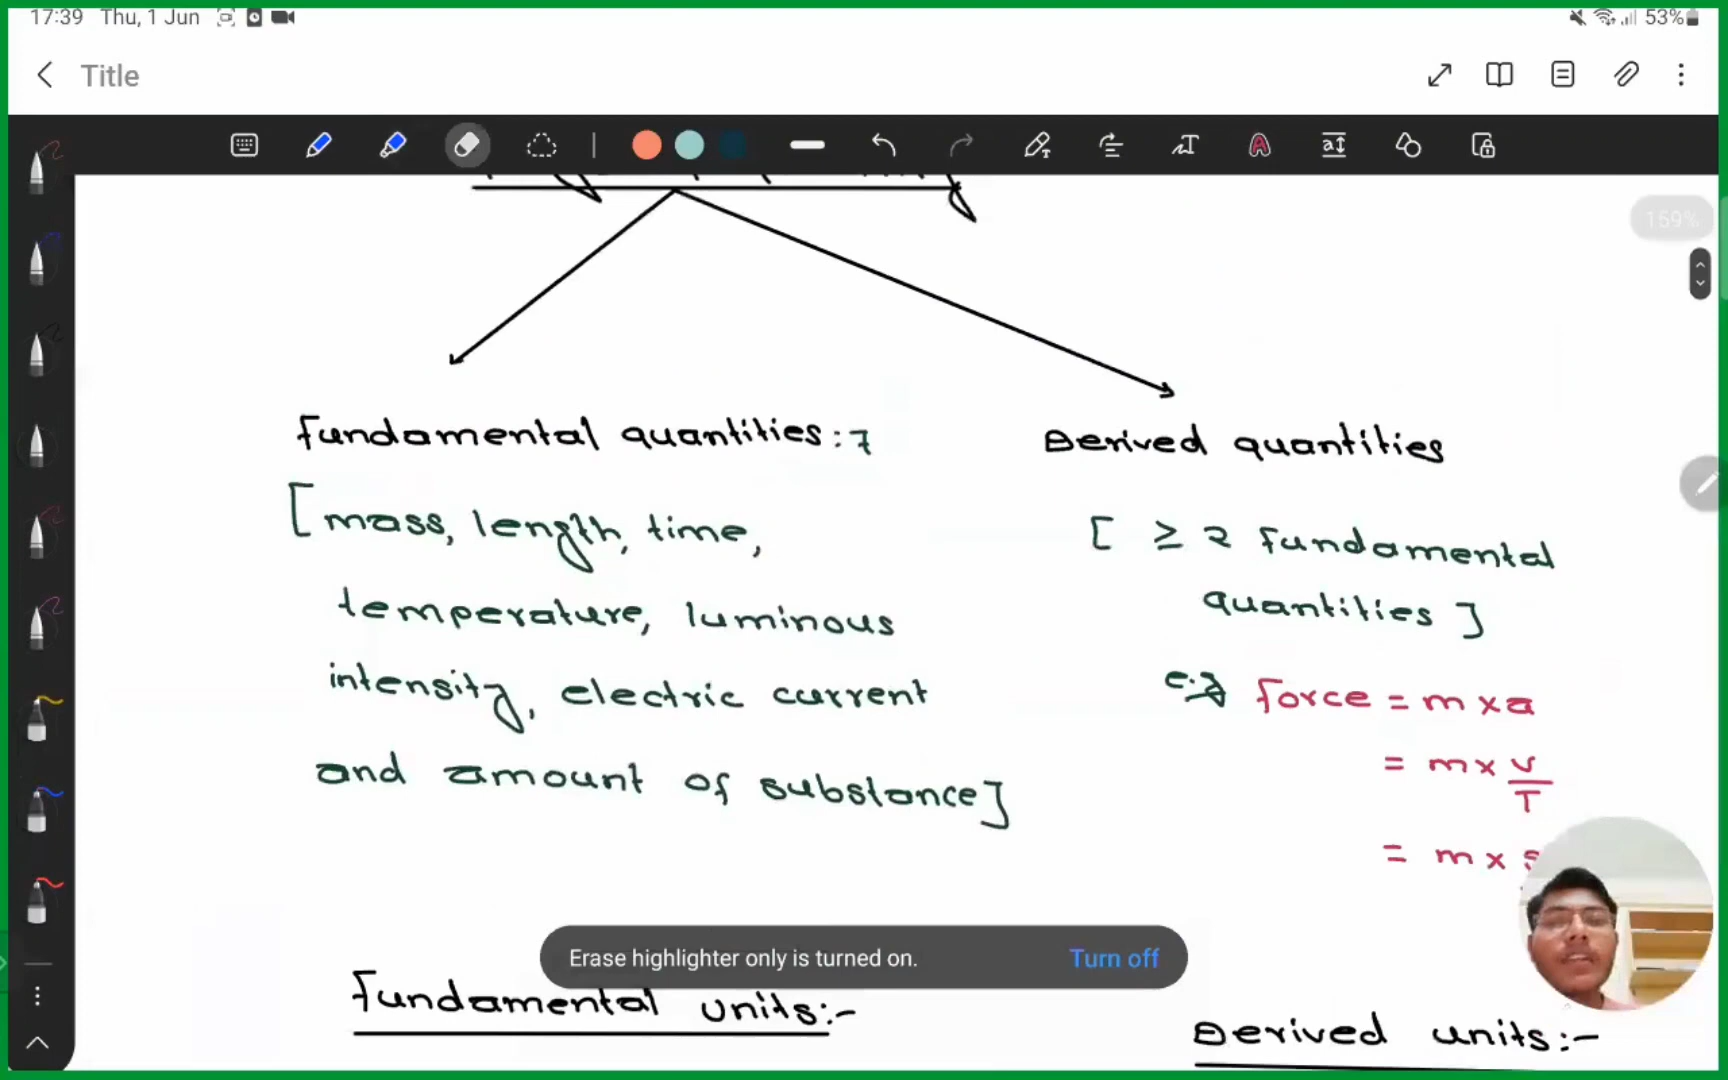 17:39 Thu, 1 Jun 53%
Title
159%
Fundamental quantities: 7
Derived quantities
[mass, length, time,
temperature, luminous
intensity, electric current
and amount of substance]
[ ≥ 2 fundamental
quantities ]
e.g Force = m × a
= m × v/T
= m ×
Erase highlighter only is turned on. Turn off
Fundamental units:-
Derived units:-